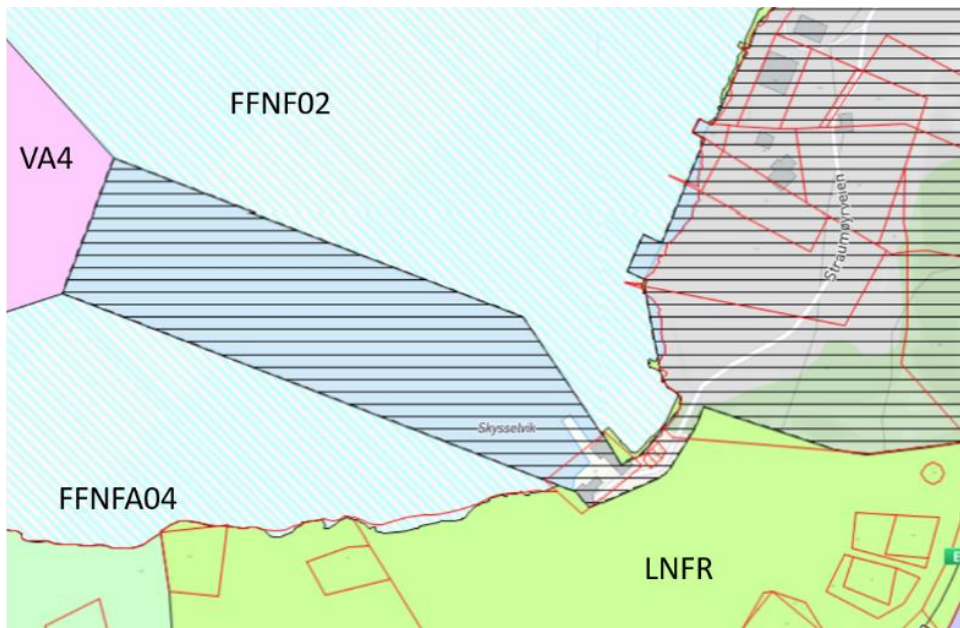 FFNF02
VA4
Straumøyrveien
Skysselvik
FFNFA04
LNFR
E